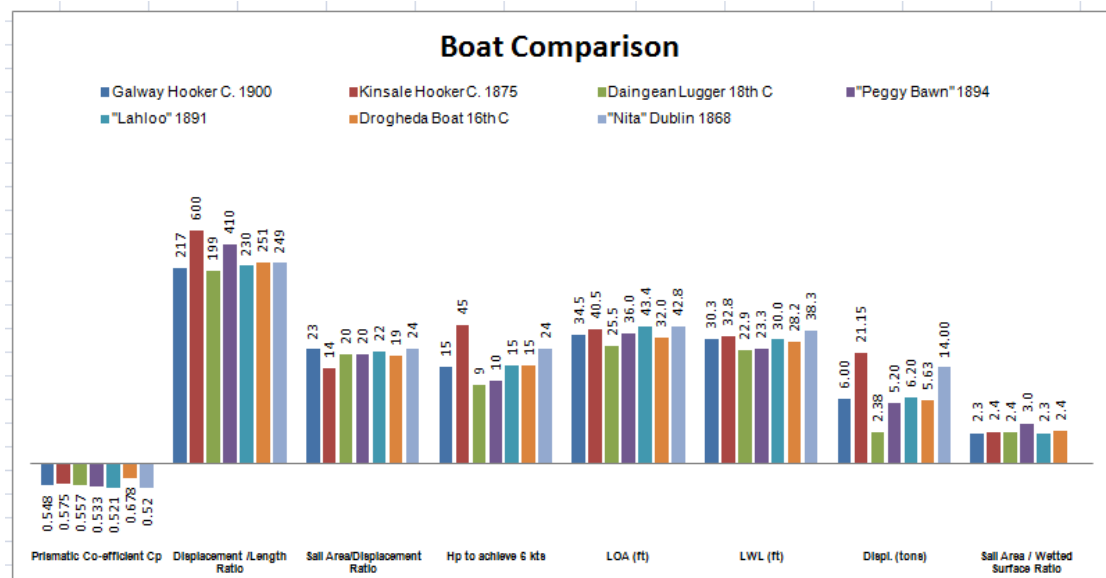 Boat Comparison
Galway Hooker C. 1900
Kinsale Hooker C. 1875
Daingean Lugger 18th C
"Peggy Bawn" 1894
"Lahloo" 1891
Drogheda Boat 16th C
"Nita" Dublin 1868
0.548 0.575 0.557 0.533 0.521 0.678 0.52
217 600 199 410 230 251 249
23 14 20 20 22 19 24
15 45 9 10 15 15 24
34.5 40.5 25.5 36.0 43.4 32.0 42.8
30.3 32.8 22.9 23.3 30.0 28.2 38.3
6.00 21.15 2.38 5.20 6.20 5.63 14.00
2.3 2.4 2.4 3.0 2.3 2.4
Prismatic Co-efficient Cp
Displacement /Length
Ratio
Sail Area/Displacement
Ratio
Hp to achieve 6 kts
LOA (ft)
LWL (ft)
Displ. (tons)
Sail Area / Wetted
Surface Ratio